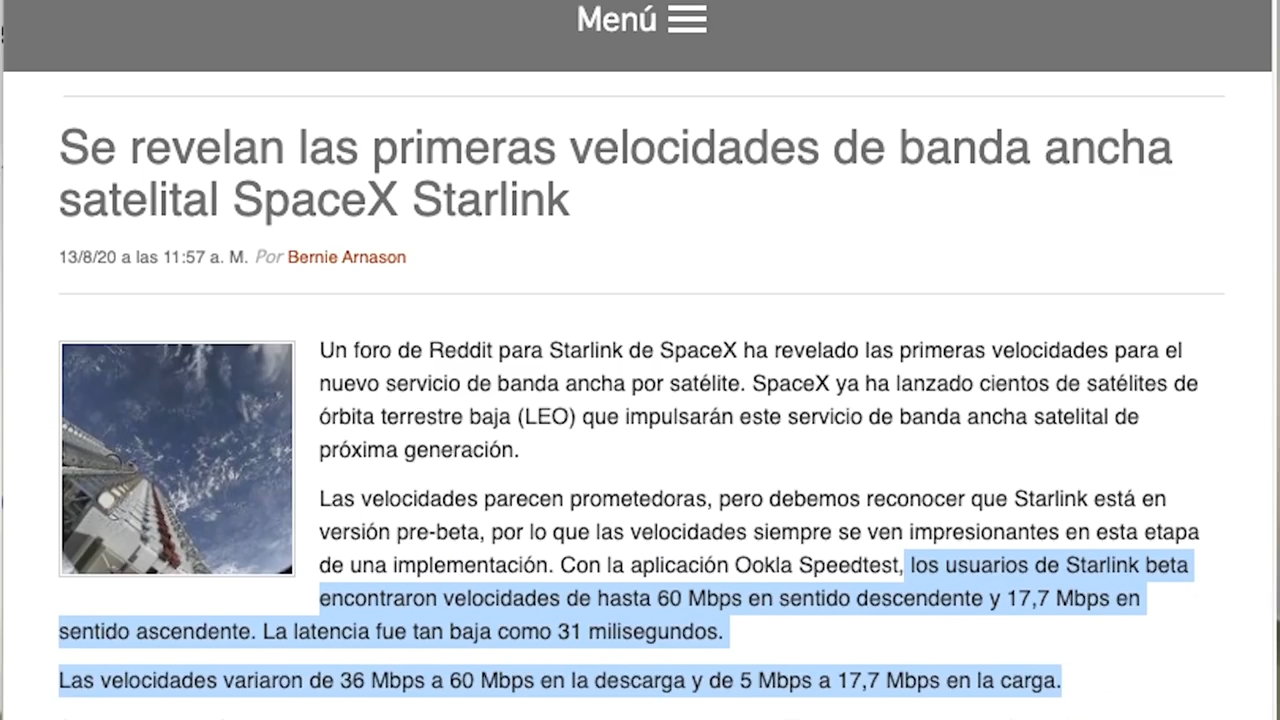 Menú
Se revelan las primeras velocidades de banda ancha
satelital SpaceX Starlink
13/8/20 a las 11:57 a. M. Por Bernie Arnason
Un foro de Reddit para Starlink de SpaceX ha revelado las primeras velocidades para el
nuevo servicio de banda ancha por satélite. SpaceX ya ha lanzado cientos de satélites de
órbita terrestre baja (LEO) que impulsarán este servicio de banda ancha satelital de
próxima generación.
Las velocidades parecen prometedoras, pero debemos reconocer que Starlink está en
versión pre-beta, por lo que las velocidades siempre se ven impresionantes en esta etapa
de una implementación. Con la aplicación Ookla Speedtest, los usuarios de Starlink beta
encontraron velocidades de hasta 60 Mbps en sentido descendente y 17,7 Mbps en
sentido ascendente. La latencia fue tan baja como 31 milisegundos.
Las velocidades variaron de 36 Mbps a 60 Mbps en la descarga y de 5 Mbps a 17,7 Mbps en la carga.